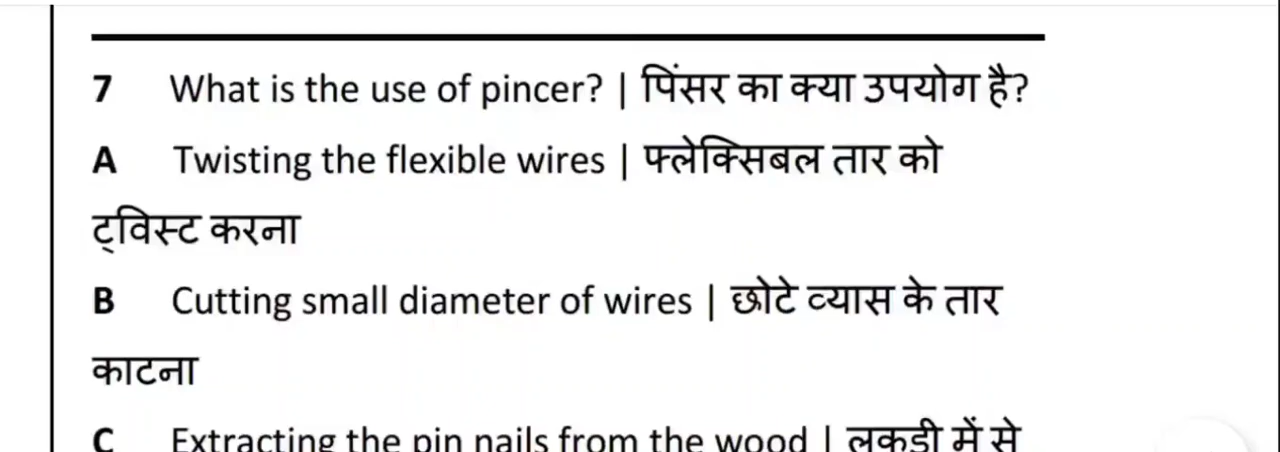 7 What is the use of pincer? | पिंसर का क्या उपयोग है?
A Twisting the flexible wires | फ्लेक्सिबल तार को
ट्विस्ट करना
B Cutting small diameter of wires | छोटे व्यास के तार
काटना
C Extracting the pin nails from the wood | लकड़ी में से